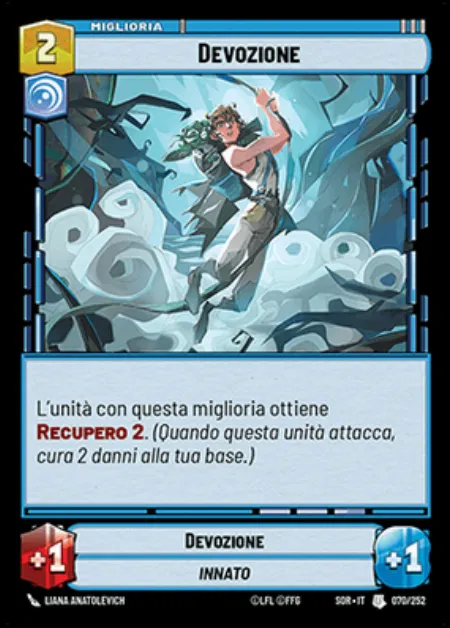 MIGLIORIA
2
DEVOZIONE
L'unità con questa miglioria ottiene
RECUPERO 2. (Quando questa unità attacca,
cura 2 danni alla tua base.)
+1
DEVOZIONE
+1
INNATO
LIANA ANATOLEVICH
©LFL ©FFG
SOR•IT
U
070/252